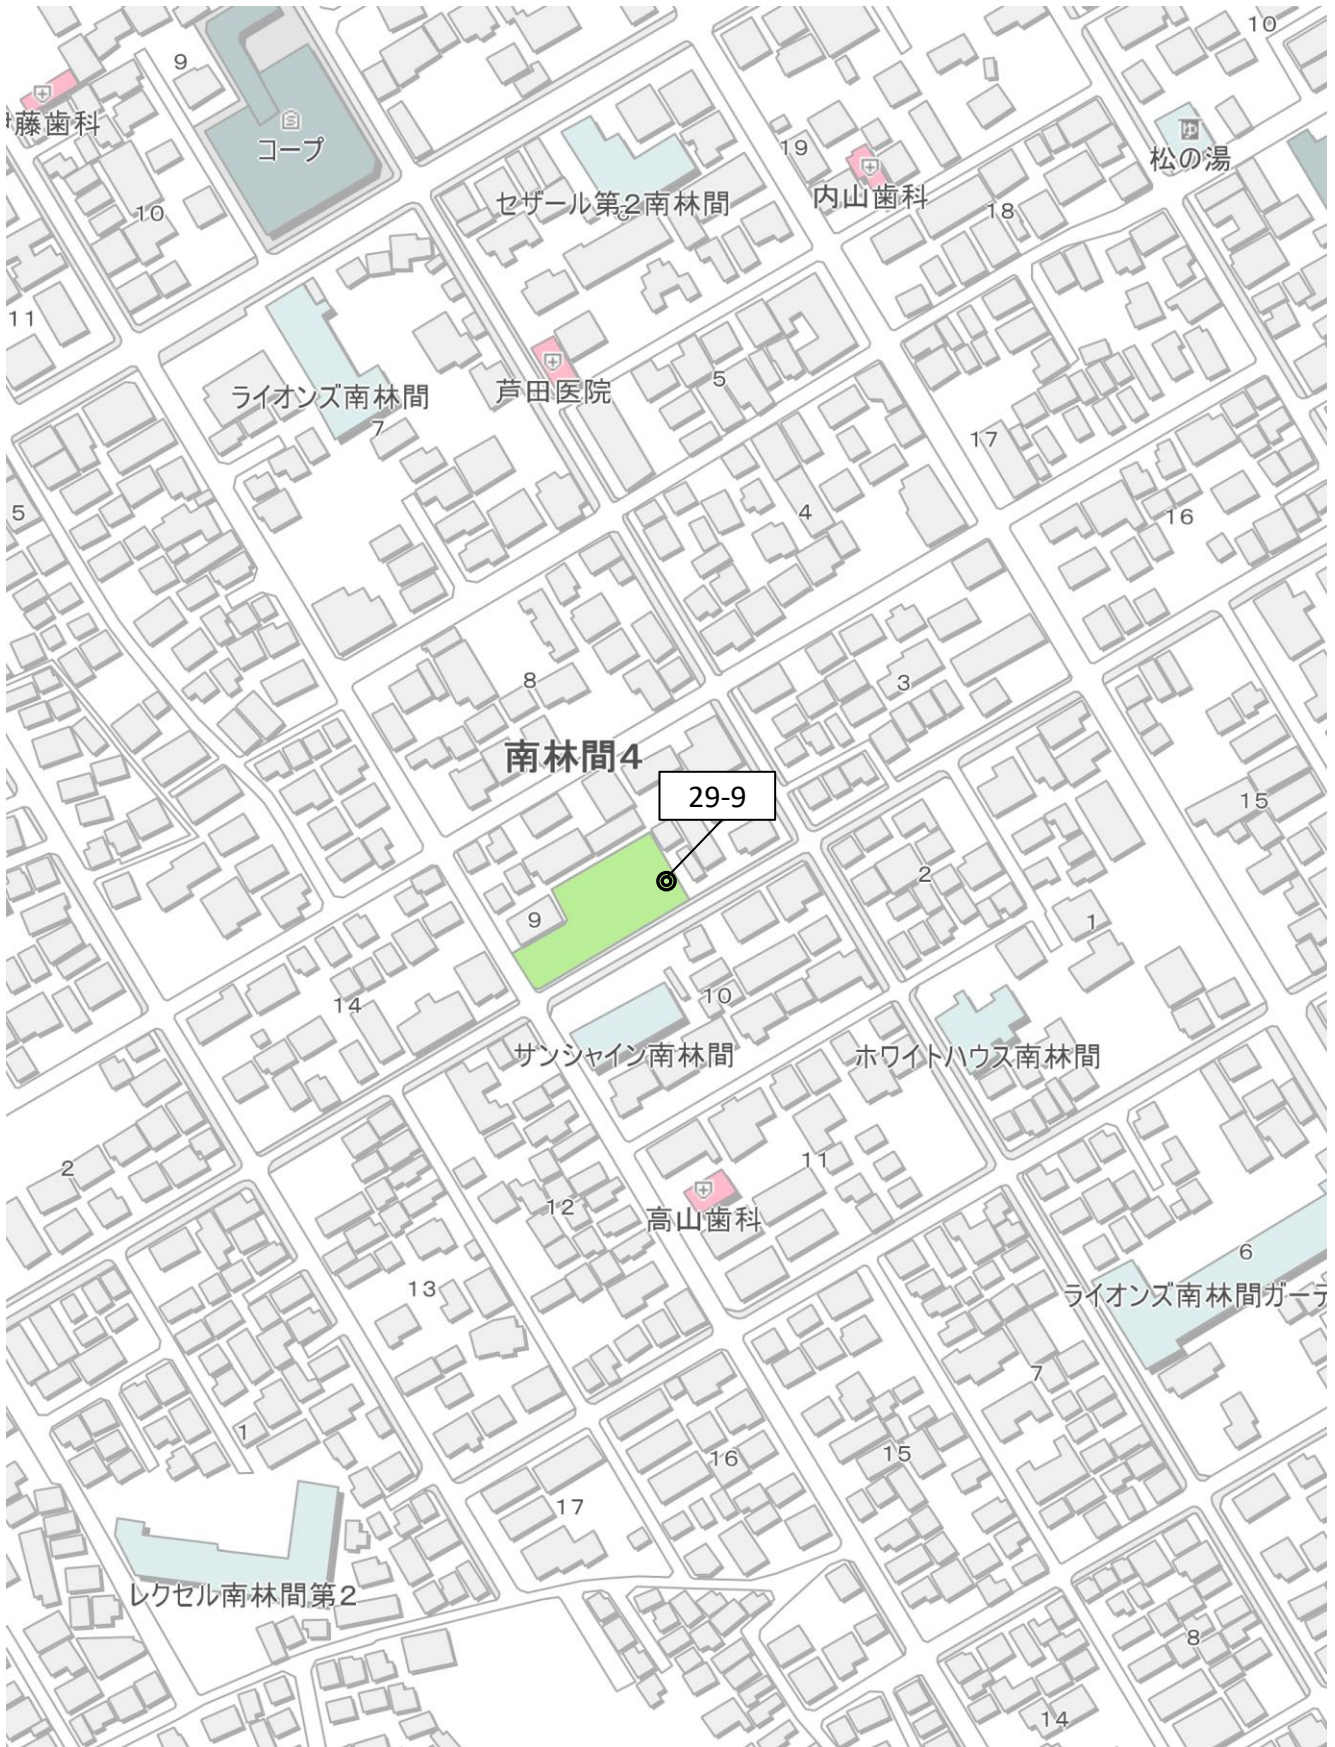 10
9
藤歯科
コープ
19
内山歯科
松の湯
セザール第2南林間
10
18
11
ライオンズ南林間
7
芦田医院
5
17
5
4
16
8
3
南林間4
29-9
15
2
9
1
10
14
サンシャイン南林間
ホワイトハウス南林間
2
11
高山歯科
12
6
13
ライオンズ南林間ガーデ
7
1
16
15
17
レクセル南林間第2
8
14